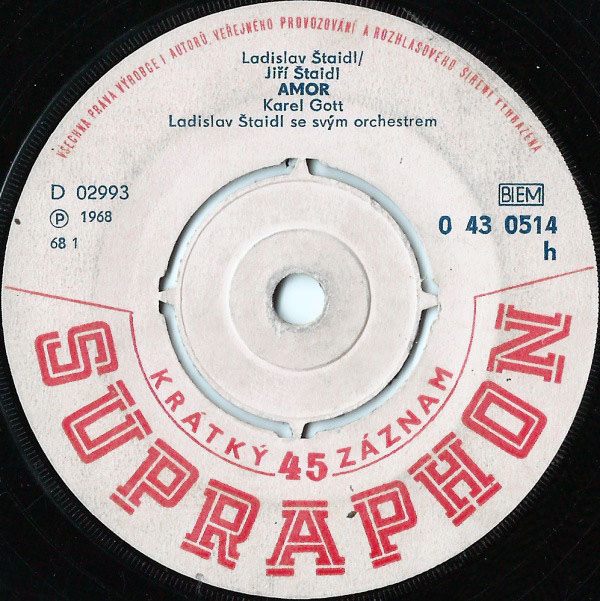 VŠECHNA PRÁVA VÝROBCE I AUTORŮ, VEŘEJNÉHO PROVOZOVÁNÍ A ROZHLASOVÉHO ŠÍŘENÍ VYHRAZENA
Ladislav Štaidl/
Jiří Štaidl
AMOR
Karel Gott
Ladislav Štaidl se svým orchestrem
D 02993
Ⓟ 1968
68 1
BIEM
0 43 0514
h
KRÁTKÝ 45 ZÁZNAM
SUPRAPHON